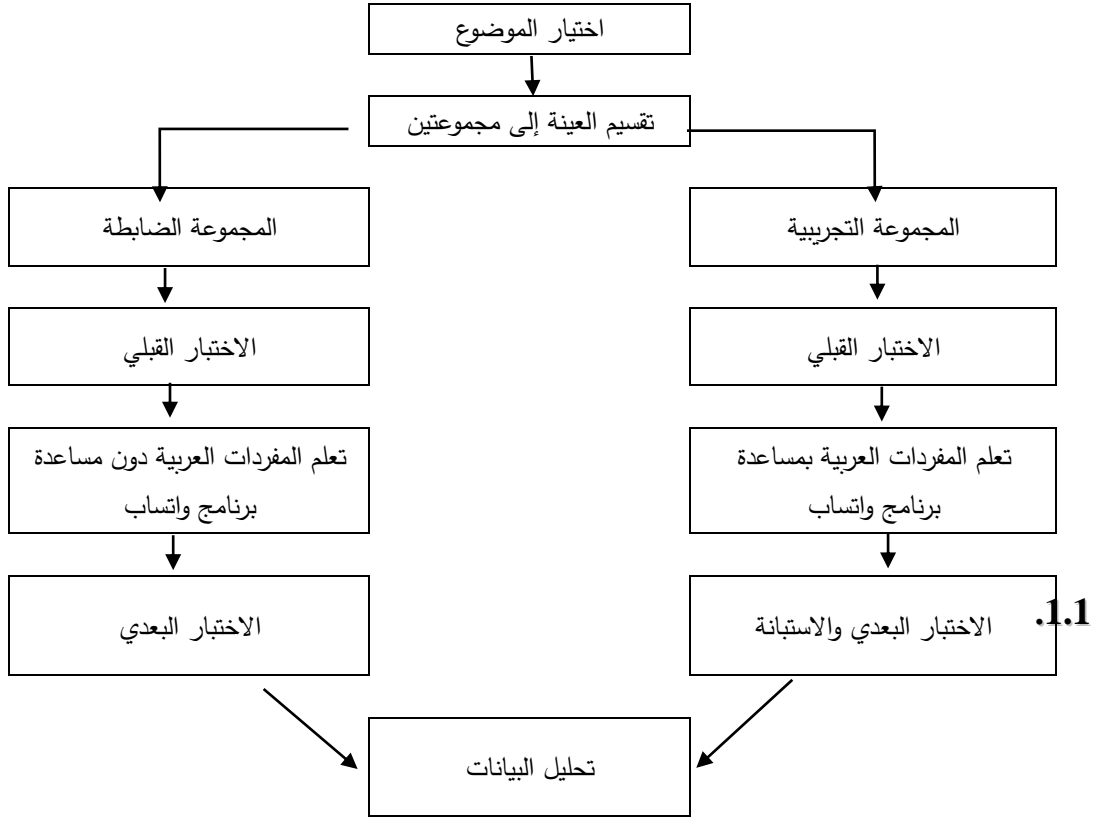 اختيار الموضوع
تقسيم العينة إلى مجموعتين
المجموعة التجريبية
المجموعة الضابطة
الاختبار القبلي
الاختبار القبلي
تعلم المفردات العربية بمساعدة
برنامج واتساب
تعلم المفردات العربية دون مساعدة
برنامج واتساب
.1.1
الاختبار البعدي والاستبانة
الاختبار البعدي
تحليل البيانات